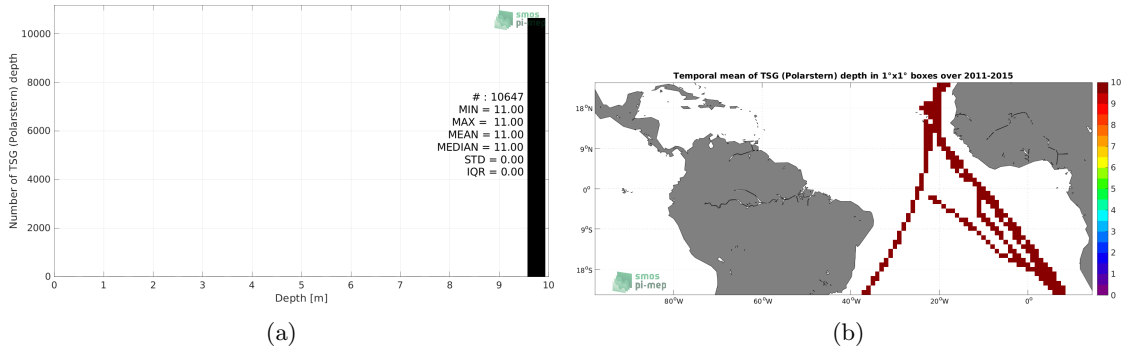 smos
pi-mep
10000
8000
6000
4000
2000
0
Number of TSG (Polarstern) depth
# : 10647
MIN = 11.00
MAX = 11.00
MEAN = 11.00
MEDIAN = 11.00
STD = 0.00
IQR = 0.00
0 1 2 3 4 5 6 7 8 9 10
Depth [m]
(a)
Temporal mean of TSG (Polarstern) depth in 1°x1° boxes over 2011-2015
18°N
9°N
0°
9°S
18°S
smos
pi-mep
80°W 60°W 40°W 20°W 0°
10
9
8
7
6
5
4
3
2
1
0
(b)